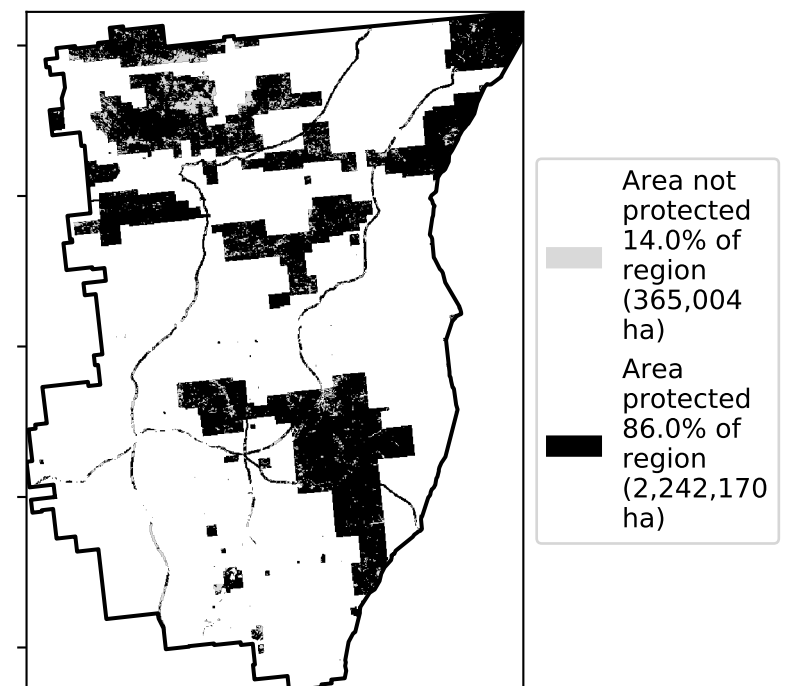 Area not
protected
14.0% of
region
(365,004
ha)
Area
protected
86.0% of
region
(2,242,170
ha)